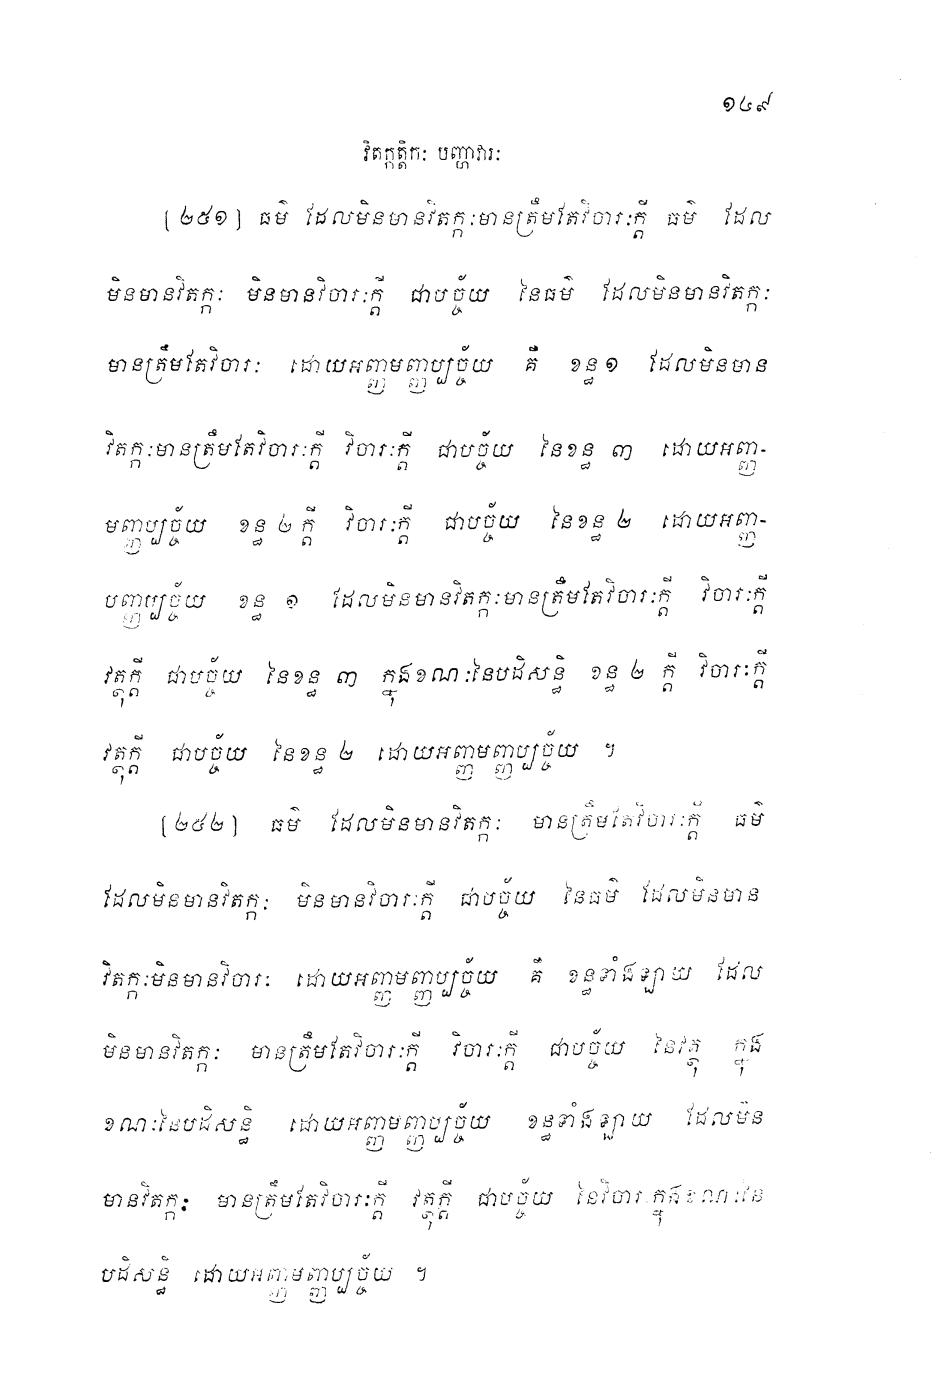 ១៤៩
វិតក្កត្តិកៈ បញ្ហាវារៈ
(២៥១) ធម៌ ដែលមិនមានវិតក្កៈមានត្រឹមតែវិចារៈក្តី ធម៌ ដែល
មិនមានវិតក្កៈ មិនមានវិចារៈក្តី ជាបច្ច័យ នៃធម៌ ដែលមិនមានវិតក្កៈ
មានត្រឹមតែវិចារៈ ដោយអញ្ញមញ្ញប្បច្ច័យ គឺ ខន្ធ ១ ដែលមិនមាន
វិតក្កៈមានត្រឹមតែវិចារៈក្តី វិចារៈក្តី ជាបច្ច័យ នៃខន្ធ ៣ ដោយអញ្ញ-
មញ្ញប្បច្ច័យ ខន្ធ ២ ក្តី វិចារៈក្តី ជាបច្ច័យ នៃខន្ធ ២ ដោយអញ្ញ-
បញ្ញប្បច្ច័យ ខន្ធ ១ ដែលមិនមានវិតក្កៈមានត្រឹមតែវិចារៈក្តី វិចារៈក្តី
វត្ថុក្តី ជាបច្ច័យ នៃខន្ធ ៣ ក្នុងខណៈនៃបដិសន្ធិ ខន្ធ ២ ក្តី វិចារៈក្តី
វត្ថុក្តី ជាបច្ច័យ នៃខន្ធ ២ ដោយអញ្ញមញ្ញប្បច្ច័យ ។
(២៥២) ធម៌ ដែលមិនមានវិតក្កៈ មានត្រឹមតែវិចារៈក្តី ធម៌
ដែលមិនមានវិតក្កៈ មិនមានវិចារៈក្តី ជាបច្ច័យ នៃធម៌ ដែលមិនមាន
វិតក្កៈមិនមានវិចារៈ ដោយអញ្ញមញ្ញប្បច្ច័យ គឺ ខន្ធទាំងឡាយ ដែល
មិនមានវិតក្កៈ មានត្រឹមតែវិចារៈក្តី វិចារៈក្តី ជាបច្ច័យ នៃវត្ថុ ក្នុង
ខណៈនៃបដិសន្ធិ ដោយអញ្ញមញ្ញប្បច្ច័យ ខន្ធទាំងឡាយ ដែលមិន
មានវិតក្កៈ មានត្រឹមតែវិចារៈក្តី វត្ថុក្តី ជាបច្ច័យ នៃវិចារៈក្នុងខណៈនៃ
បដិសន្ធិ ដោយអញ្ញមញ្ញប្បច្ច័យ ។